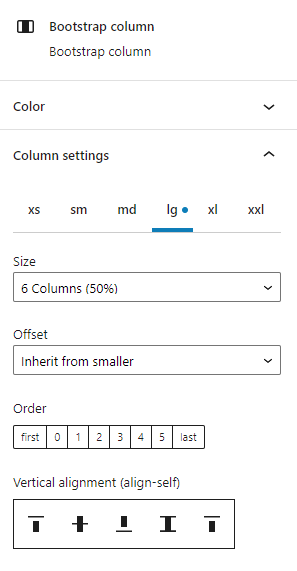 Bootstrap column
Bootstrap column
Color
Column settings
xs sm md lg xl xxl
Size
6 Columns (50%)
Offset
Inherit from smaller
Order
first 0 1 2 3 4 5 last
Vertical alignment (align-self)